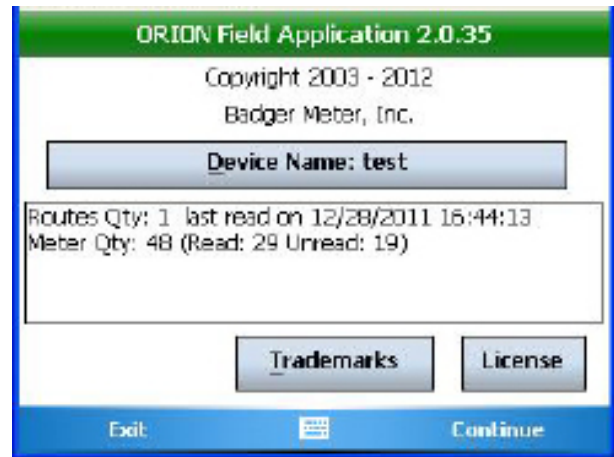 ORION Field Application 2.0.35
Copyright 2003 - 2012
Badger Meter, Inc.
Device Name: test
Routes Qty: 1 last read on 12/28/2011 16:44:13
Meter Qty: 48 (Read: 29 Unread: 19)
Trademarks License
Exit Continue